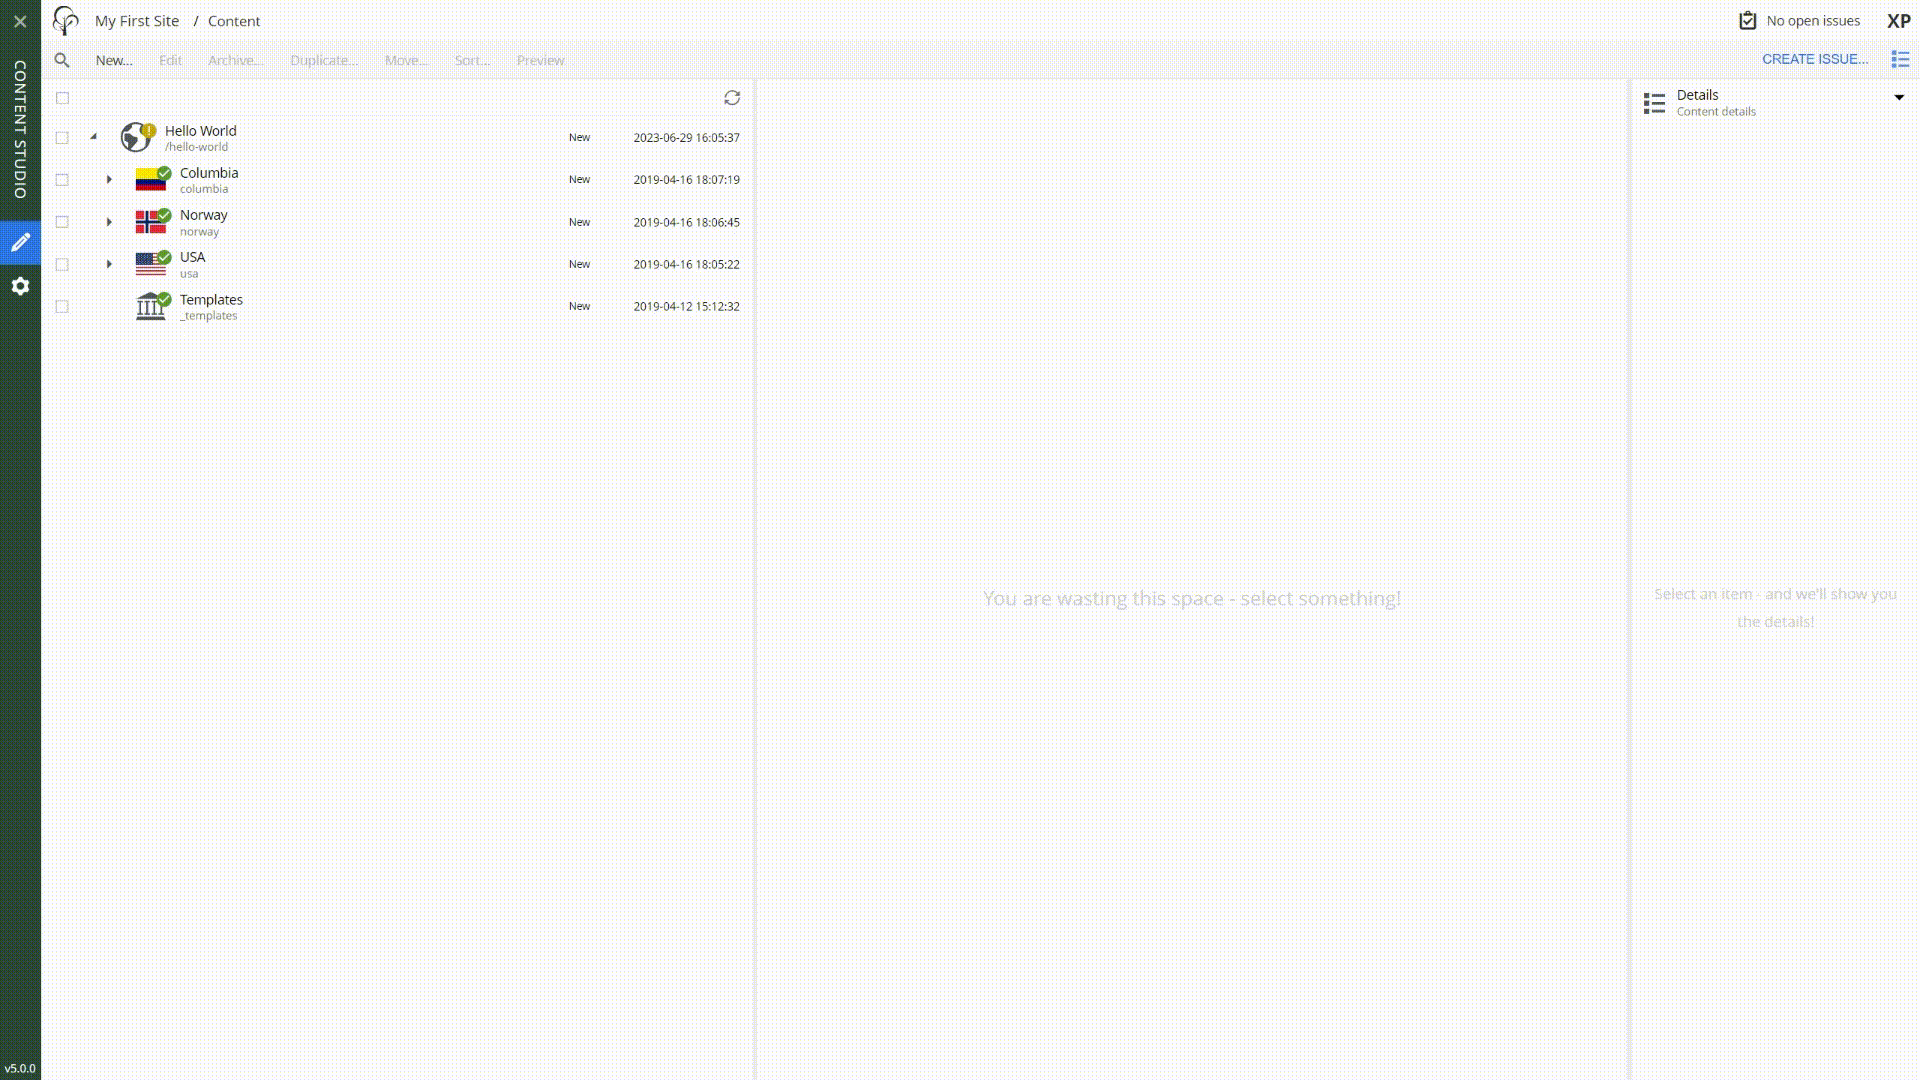 My First Site / Content
No open issues
XP
New... Edit Archive... Duplicate... Move... Sort... Preview
CREATE ISSUE...
CONTENT STUDIO
Hello World
/hello-world
New 2023-06-29 16:05:37
Columbia
columbia
New 2019-04-16 18:07:19
Norway
norway
New 2019-04-16 18:06:45
USA
usa
New 2019-04-16 18:05:22
Templates
_templates
New 2019-04-12 15:12:32
You are wasting this space - select something!
Details
Content details
Select an item - and we'll show you
the details!
v5.0.0